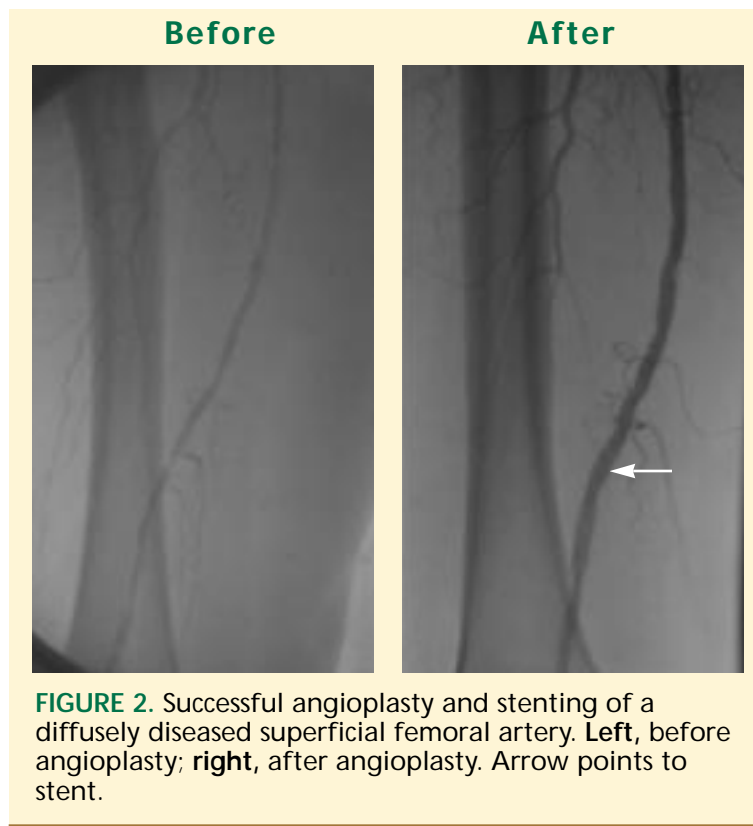 Before
After
FIGURE 2. Successful angioplasty and stenting of a
diffusely diseased superficial femoral artery. Left, before
angioplasty; right, after angioplasty. Arrow points to
stent.